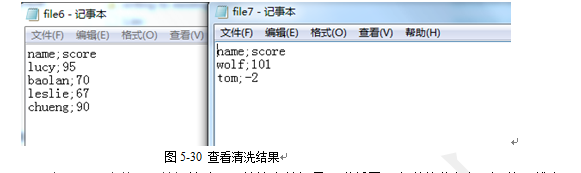 file6 - 记事本
文件(F) 编辑(E) 格式(O) 查看(V)
name;score
lucy;95
baolan;70
leslie;67
chueng;90
file7 - 记事本
文件(F) 编辑(E) 格式(O) 查看(V) 帮助(H)
name;score
wolf;101
tom;-2
图 5-30 查看清洗结果